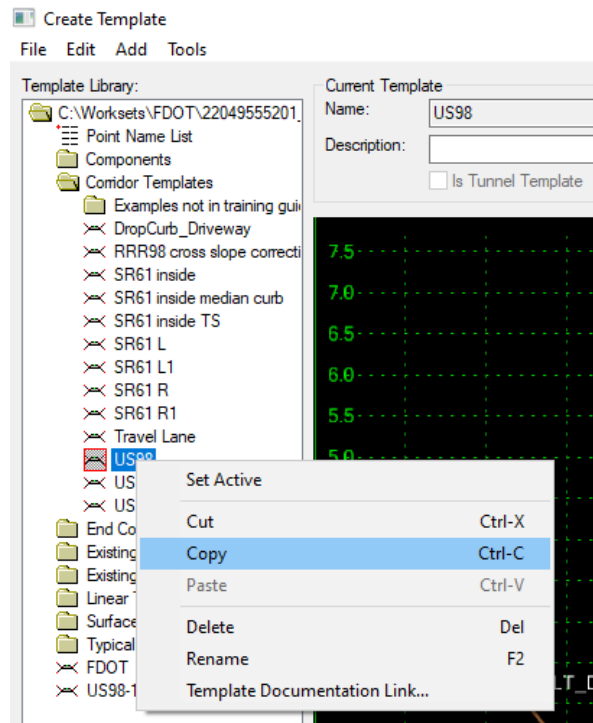 Create Template
File Edit Add Tools
Template Library:
C:\Worksets\FDOT\22049555201_
Point Name List
Components
Corridor Templates
Examples not in training gui
DropCurb_Driveway
RRR98 cross slope correcti
SR61 inside
SR61 inside median curb
SR61 inside TS
SR61 L
SR61 L1
SR61 R
SR61 R1
Travel Lane
US98
US
US
End Co
Existing
Existing
Linear
Surface
Typical
FDOT
US98-1
Current Template
Name: US98
Description:
Is Tunnel Template
7.5
7.0
6.5
6.0
5.5
5.0
LT_D
Set Active
Cut Ctrl-X
Copy Ctrl-C
Paste Ctrl-V
Delete Del
Rename F2
Template Documentation Link...